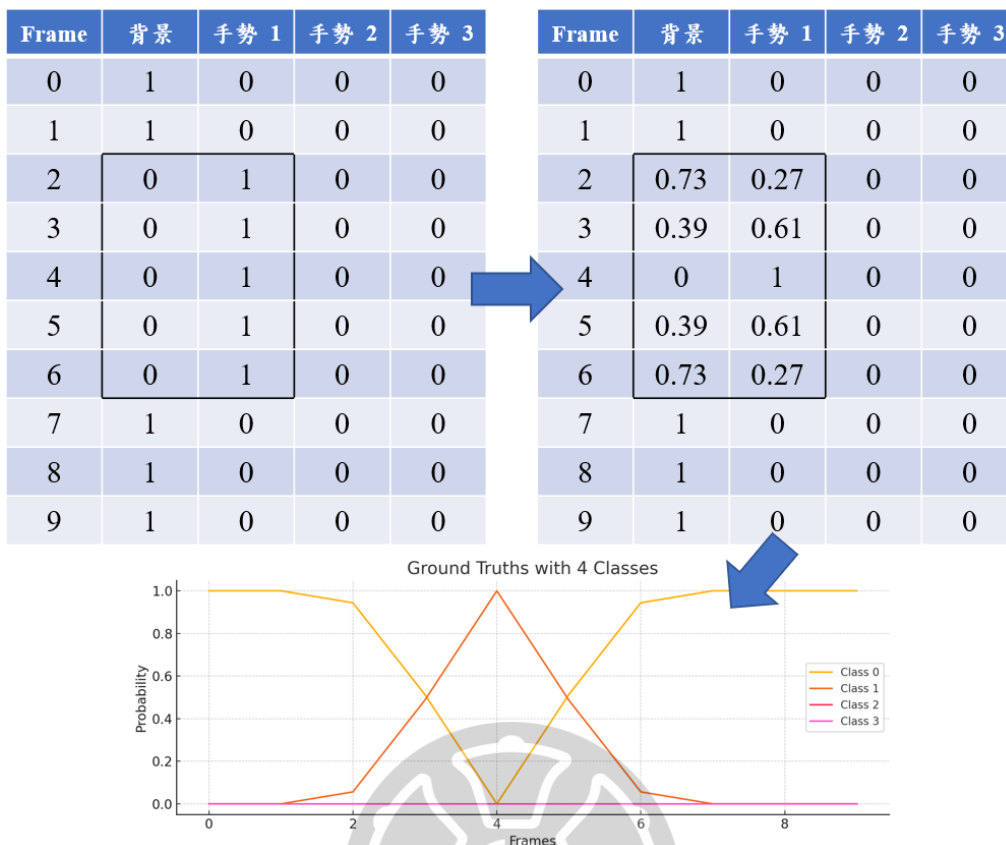 Frame 背景 手勢 1 手勢 2 手勢 3
0 1 0 0 0
1 1 0 0 0
2 0 1 0 0
3 0 1 0 0
4 0 1 0 0
5 0 1 0 0
6 0 1 0 0
7 1 0 0 0
8 1 0 0 0
9 1 0 0 0
Frame 背景 手勢 1 手勢 2 手勢 3
0 1 0 0 0
1 1 0 0 0
2 0.73 0.27 0 0
3 0.39 0.61 0 0
4 0 1 0 0
5 0.39 0.61 0 0
6 0.73 0.27 0 0
7 1 0 0 0
8 1 0 0 0
9 1 0 0 0
Ground Truths with 4 Classes
Probability
1.0
0.8
0.6
0.4
0.2
0.0
Class 0
Class 1
Class 2
Class 3
0 2 4 6 8
Frames